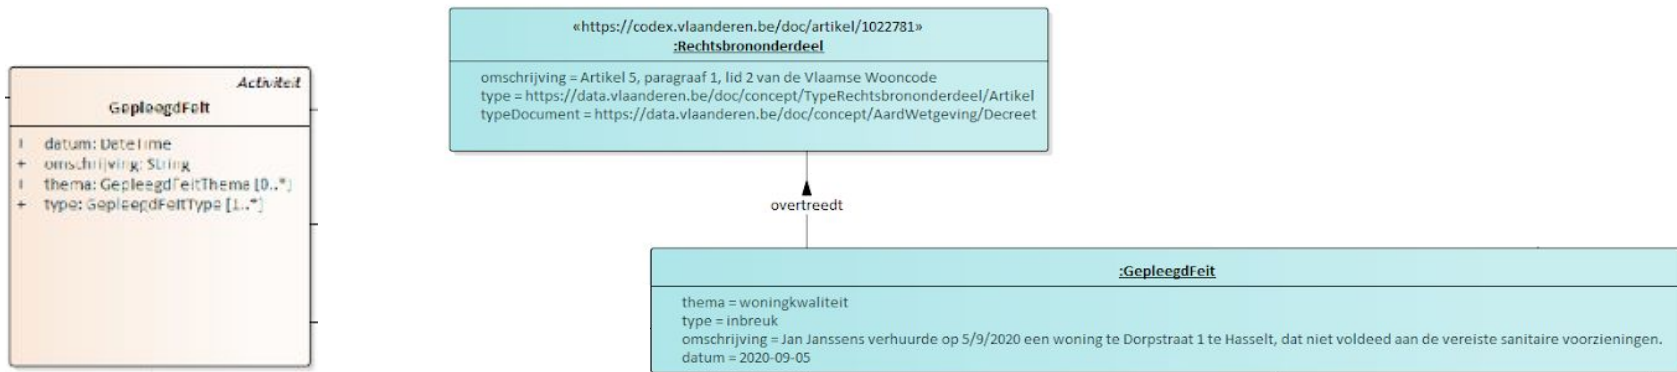 Activiteit
GepleegdFeit
datum: DateTime
+ omschrijving: String
thema: GepleegdFeitThema [0..*]
+ type: GepleegdFeitType [1..*]
«https://codex.vlaanderen.be/doc/artikel/1022781»
:Rechtsbrononderdeel
omschrijving = Artikel 5, paragraaf 1, lid 2 van de Vlaamse Wooncode
type = https://data.vlaanderen.be/doc/concept/TypeRechtsbrononderdeel/Artikel
typeDocument = https://data.vlaanderen.be/doc/concept/AardWetgeving/Decreet
overtreedt
:GepleegdFeit
thema = woningkwaliteit
type = inbreuk
omschrijving = Jan Janssens verhuurde op 5/9/2020 een woning te Dorpstraat 1 te Hasselt, dat niet voldeed aan de vereiste sanitaire voorzieningen.
datum = 2020-09-05